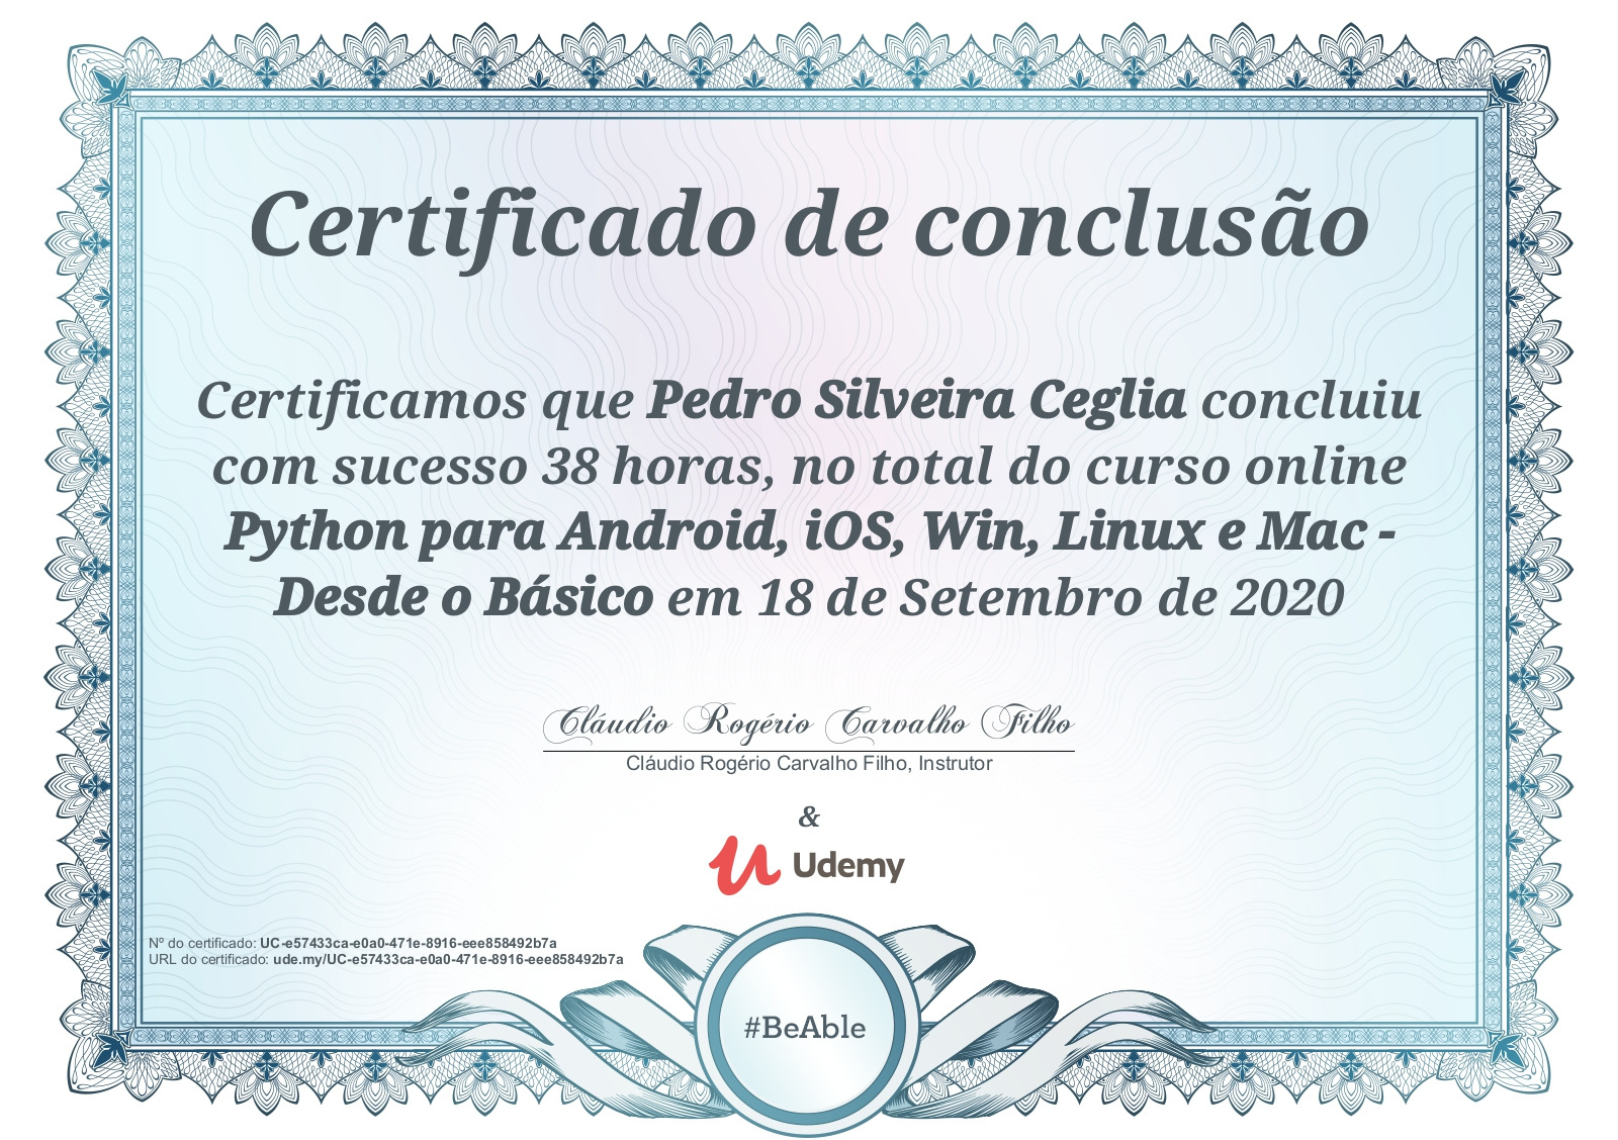 Certificado de conclusão
Certificamos que Pedro Silveira Ceglia concluiu
com sucesso 38 horas, no total do curso online
Python para Android, iOS, Win, Linux e Mac -
Desde o Básico em 18 de Setembro de 2020
Cláudio Rogério Carvalho Filho
Cláudio Rogério Carvalho Filho, Instrutor
&
Udemy
Nº do certificado: UC-e57433ca-e0a0-471e-8916-eee858492b7a
URL do certificado: ude.my/UC-e57433ca-e0a0-471e-8916-eee858492b7a
#BeAble